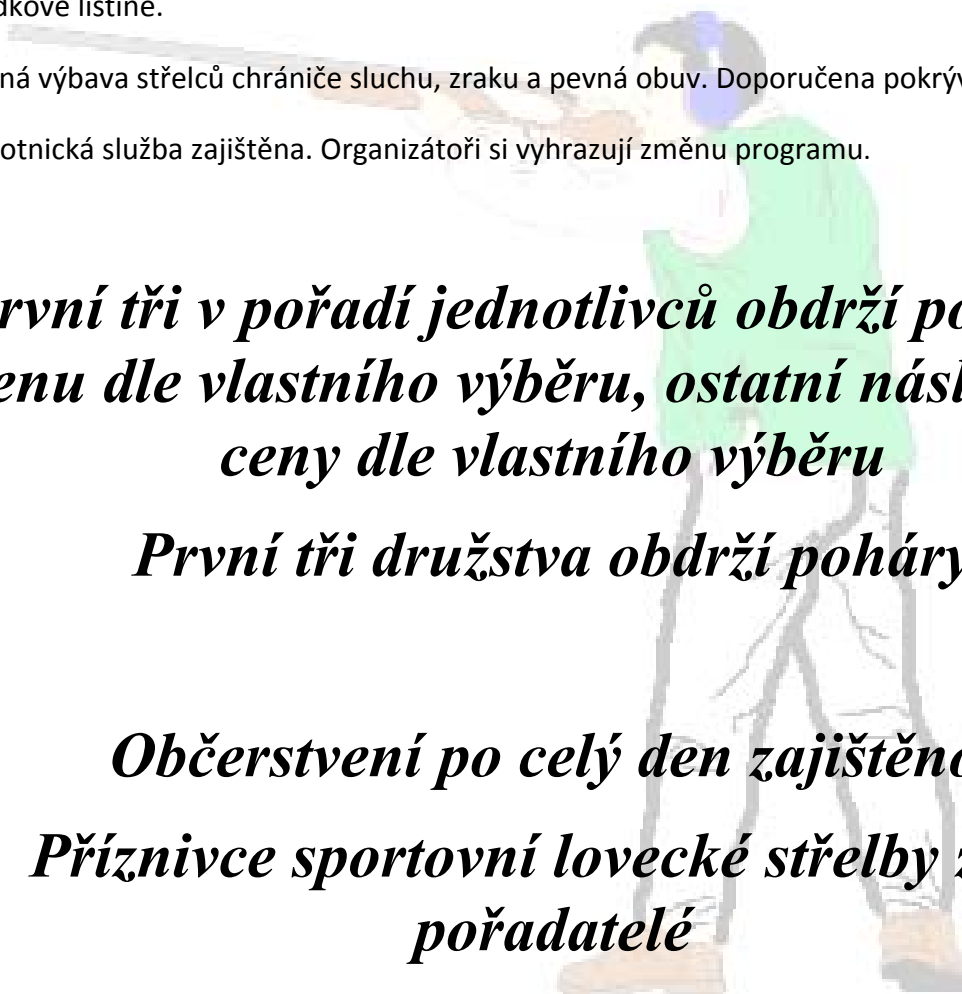 dkové listině.
ná výbava střelců chrániče sluchu, zraku a pevná obuv. Doporučena pokrýv
otnická služba zajištěna. Organizátoři si vyhrazují změnu programu.
rvní tři v pořadí jednotlivců obdrží po
enu dle vlastního výběru, ostatní násl
ceny dle vlastního výběru
První tři družstva obdrží poháry
Občerstvení po celý den zajištěno
Příznivce sportovní lovecké střelby z
pořadatelé